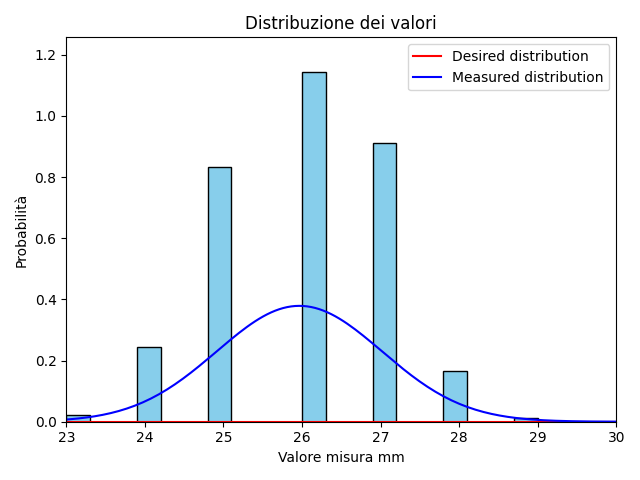 Distribuzione dei valori
Desired distribution
Measured distribution
Probabilità
1.2
1.0
0.8
0.6
0.4
0.2
0.0
23 24 25 26 27 28 29 30
Valore misura mm